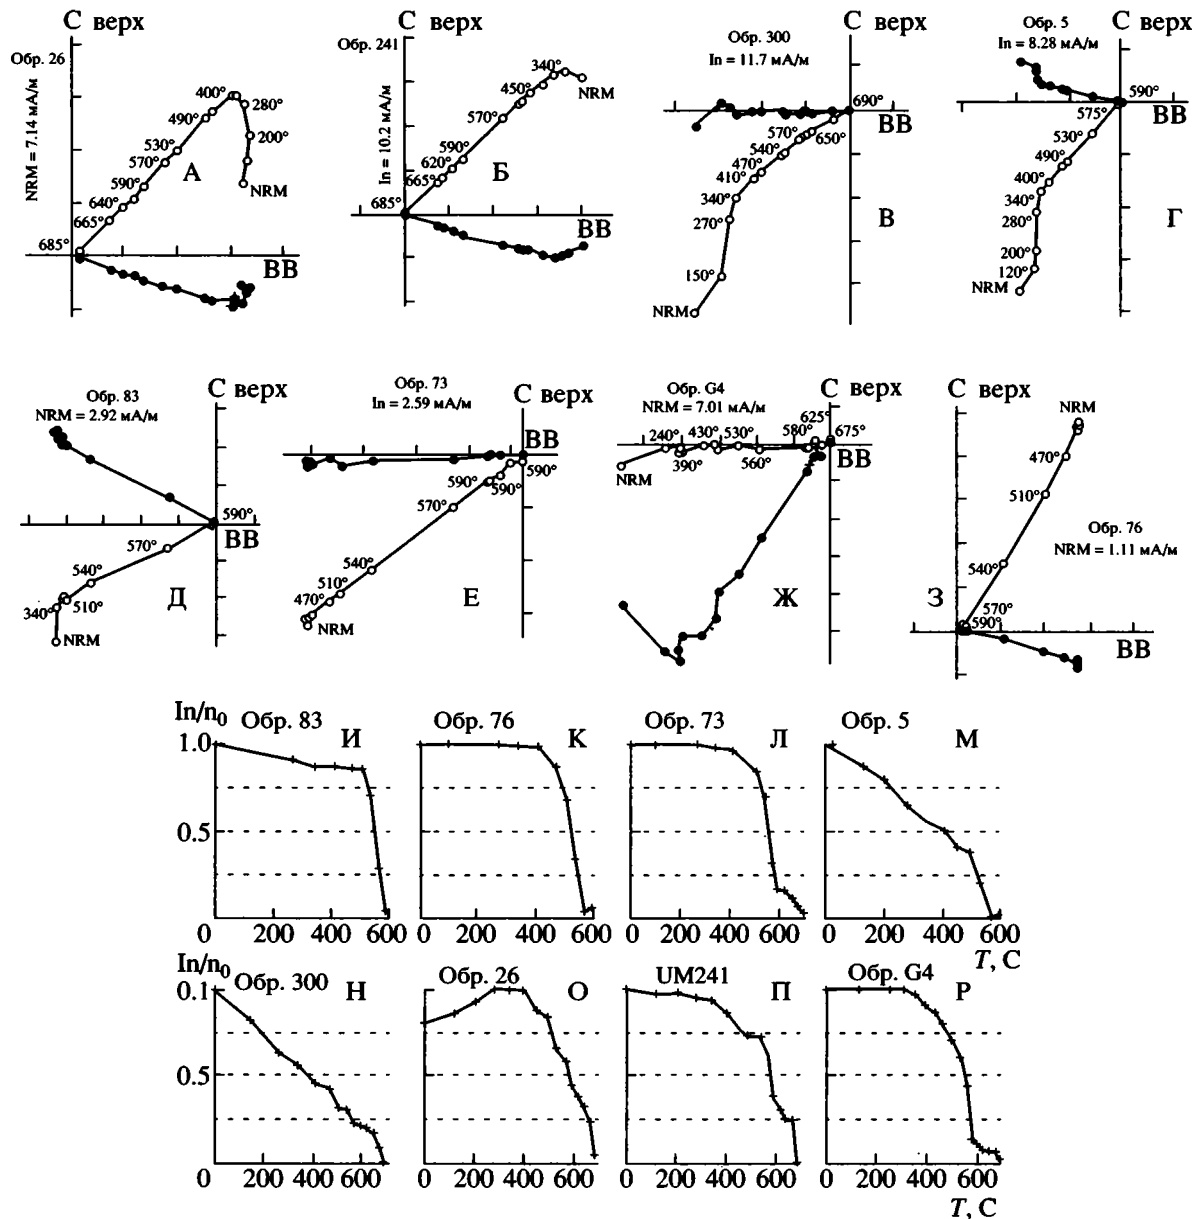 С верх
Обр. 26
NRM = 7.14 мА/м
400°
490°
280°
530°
200°
570°
590°
А
NRM
640°
665°
685°
ВВ
С верх
Обр. 241
In = 10.2 мА/м
340°
450°
NRM
570°
590°
620°
665°
Б
685°
ВВ
С верх
Обр. 300
In = 11.7 мА/м
690°
ВВ
570°
650°
540°
470°
410°
340°
270°
В
150°
NRM
С верх
Обр. 5
In = 8.28 мА/м
590°
ВВ
575°
530°
490°
400°
340°
280°
Г
200°
120°
NRM
С верх
Обр. 83
NRM = 2.92 мА/м
590°
ВВ
570°
540°
510°
340°
Д
NRM
С верх
Обр. 73
In = 2.59 мА/м
ВВ
590°
590°
590°
570°
540°
510°
470°
Е
NRM
С верх
Обр. G4
NRM = 7.01 мА/м
625°
240°
430°
530°
580°
675°
390°
560°
ВВ
NRM
Ж
С верх
NRM
470°
510°
Обр. 76
NRM = 1.11 мА/м
540°
З
570°
590°
ВВ
In/n0
Обр. 83
И
1.0
0.5
0 200 400 600
Обр. 76
К
0 200 400 600
Обр. 73
Л
0 200 400 600
Обр. 5
М
0 200 400 600
T, С
In/n0
Обр. 300
Н
0.1
0.5
0 200 400 600
Обр. 26
О
0 200 400 600
UM241
П
0 200 400 600
Обр. G4
Р
0 200 400 600
T, С